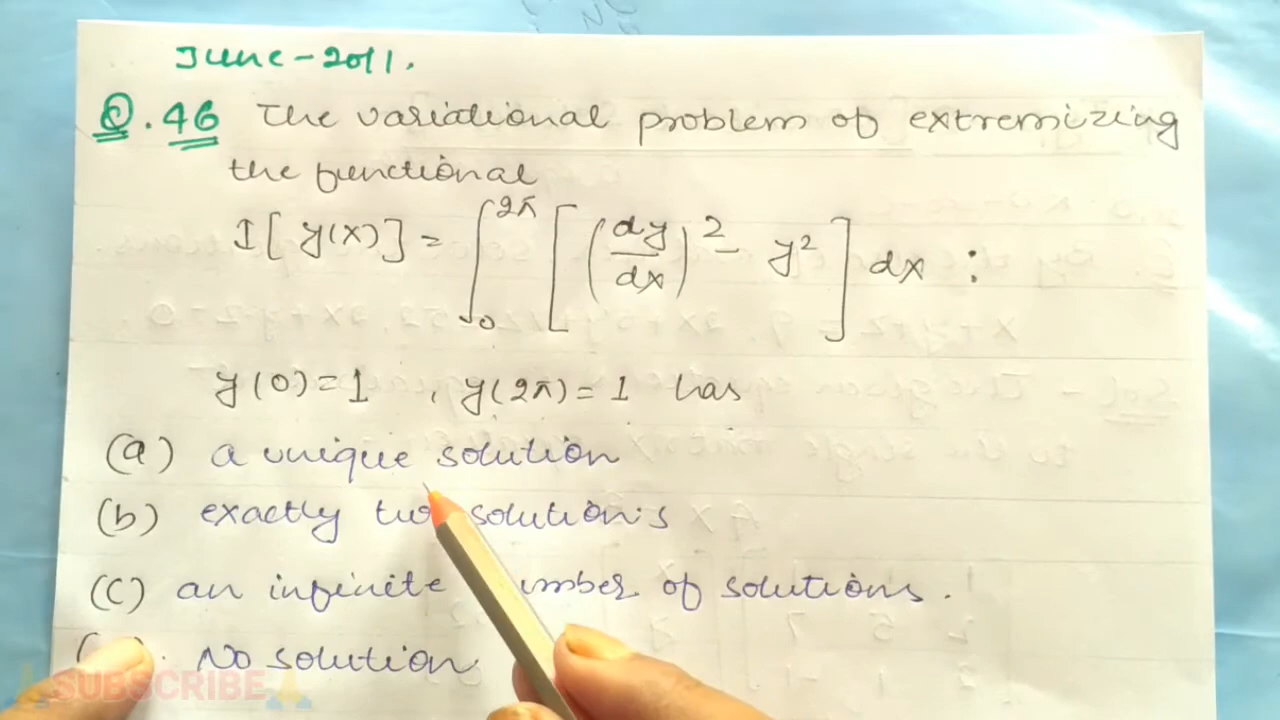 June-2011.
Q.46 The variational problem of extremizing
the functional
I[y(x)] = ∫₀^2π [(dy/dx)² - y²] dx :
y(0)=1 , y(2π)=1 has
(a) a unique solution
(b) exactly two solutions
(c) an infinite number of solutions.
No solution
SUBSCRIBE